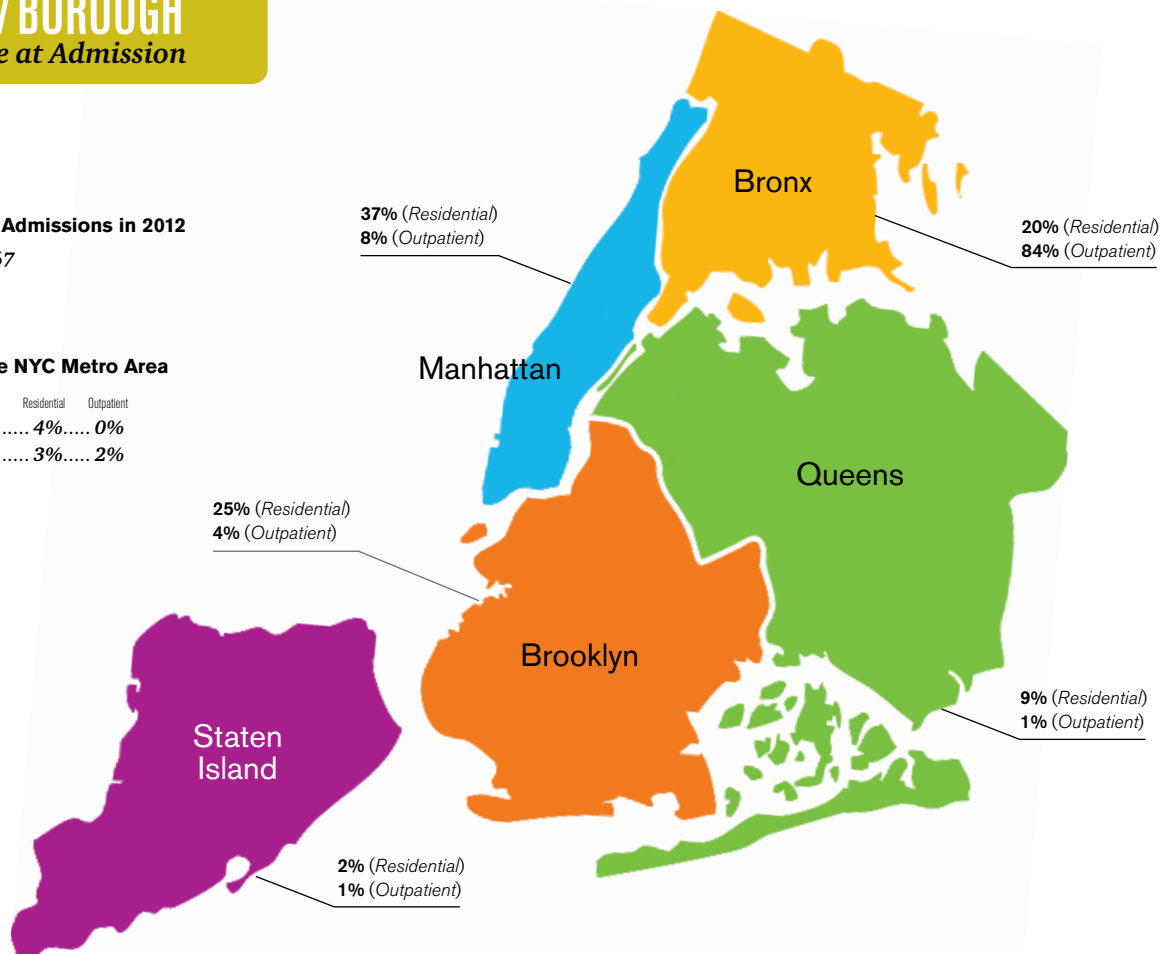 BOROUGH
at Admission
Admissions in 2012
NYC Metro Area
Residential Outpatient
..... 4%..... 0%
..... 3%..... 2%
Bronx
37% (Residential)
8% (Outpatient)
20% (Residential)
84% (Outpatient)
Manhattan
Queens
25% (Residential)
4% (Outpatient)
Brooklyn
9% (Residential)
1% (Outpatient)
Staten
Island
2% (Residential)
1% (Outpatient)